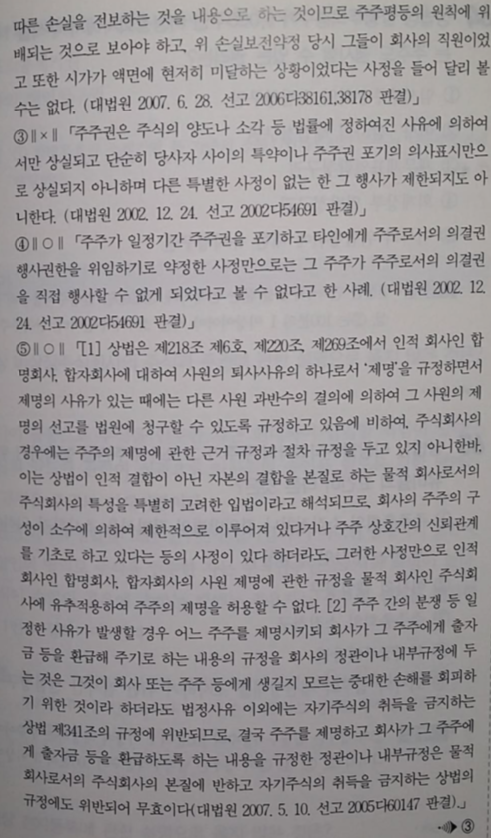 따른 손실을 전보하는 것을 내용으로 하는 것이므로 주주평등의 원칙에 위
배되는 것으로 보아야 하고, 위 손실보전약정 당시 그들이 회사의 직원이었
고 또한 시가가 액면에 현저히 미달하는 상황이었다는 사정을 들어 달리 볼
수는 없다. (대법원 2007. 6. 28. 선고 2006다38161,38178 판결)」
③∥×∥ 「주주권은 주식의 양도나 소각 등 법률에 정하여진 사유에 의하여
서만 상실되고 단순히 당사자 사이의 특약이나 주주권 포기의 의사표시만으
로 상실되지 아니하며 다른 특별한 사정이 없는 한 그 행사가 제한되지도 아
니한다. (대법원 2002. 12. 24. 선고 2002다54691 판결)」
④∥○∥ 「주주가 일정기간 주주권을 포기하고 타인에게 주주로서의 의결권
행사권한을 위임하기로 약정한 사정만으로는 그 주주가 주주로서의 의결권
을 직접 행사할 수 없게 되었다고 볼 수 없다고 한 사례. (대법원 2002. 12.
24. 선고 2002다54691 판결)」
⑤∥○∥ 「[1] 상법은 제218조 제6호, 제220조, 제269조에서 인적 회사인 합
명회사, 합자회사에 대하여 사원의 퇴사사유의 하나로서 ‘제명’을 규정하면서
제명의 사유가 있는 때에는 다른 사원 과반수의 결의에 의하여 그 사원의 제
명의 선고를 법원에 청구할 수 있도록 규정하고 있음에 비하여, 주식회사의
경우에는 주주의 제명에 관한 근거 규정과 절차 규정을 두고 있지 아니한바,
이는 상법이 인적 결합이 아닌 자본의 결합을 본질로 하는 물적 회사로서의
주식회사의 특성을 특별히 고려한 입법이라고 해석되므로, 회사의 주주의 구
성이 소수에 의하여 제한적으로 이루어져 있다거나 주주 상호간의 신뢰관계
를 기초로 하고 있다는 등의 사정이 있다 하더라도, 그러한 사정만으로 인적
회사인 합명회사, 합자회사의 사원 제명에 관한 규정을 물적 회사인 주식회
사에 유추적용하여 주주의 제명을 허용할 수 없다. [2] 주주 간의 분쟁 등 일
정한 사유가 발생할 경우 어느 주주를 제명시키되 회사가 그 주주에게 출자
금 등을 환급해 주기로 하는 내용의 규정을 회사의 정관이나 내부규정에 두
는 것은 그것이 회사 또는 주주 등에게 생길지 모르는 중대한 손해를 회피하
기 위한 것이라 하더라도 법정사유 이외에는 자기주식의 취득을 금지하는
상법 제341조의 규정에 위반되므로, 결국 주주를 제명하고 회사가 그 주주에
게 출자금 등을 환급하도록 하는 내용을 규정한 정관이나 내부규정은 물적
회사로서의 주식회사의 본질에 반하고 자기주식의 취득을 금지하는 상법의
규정에도 위반되어 무효이다(대법원 2007. 5. 10. 선고 2005다60147 판결).」
③